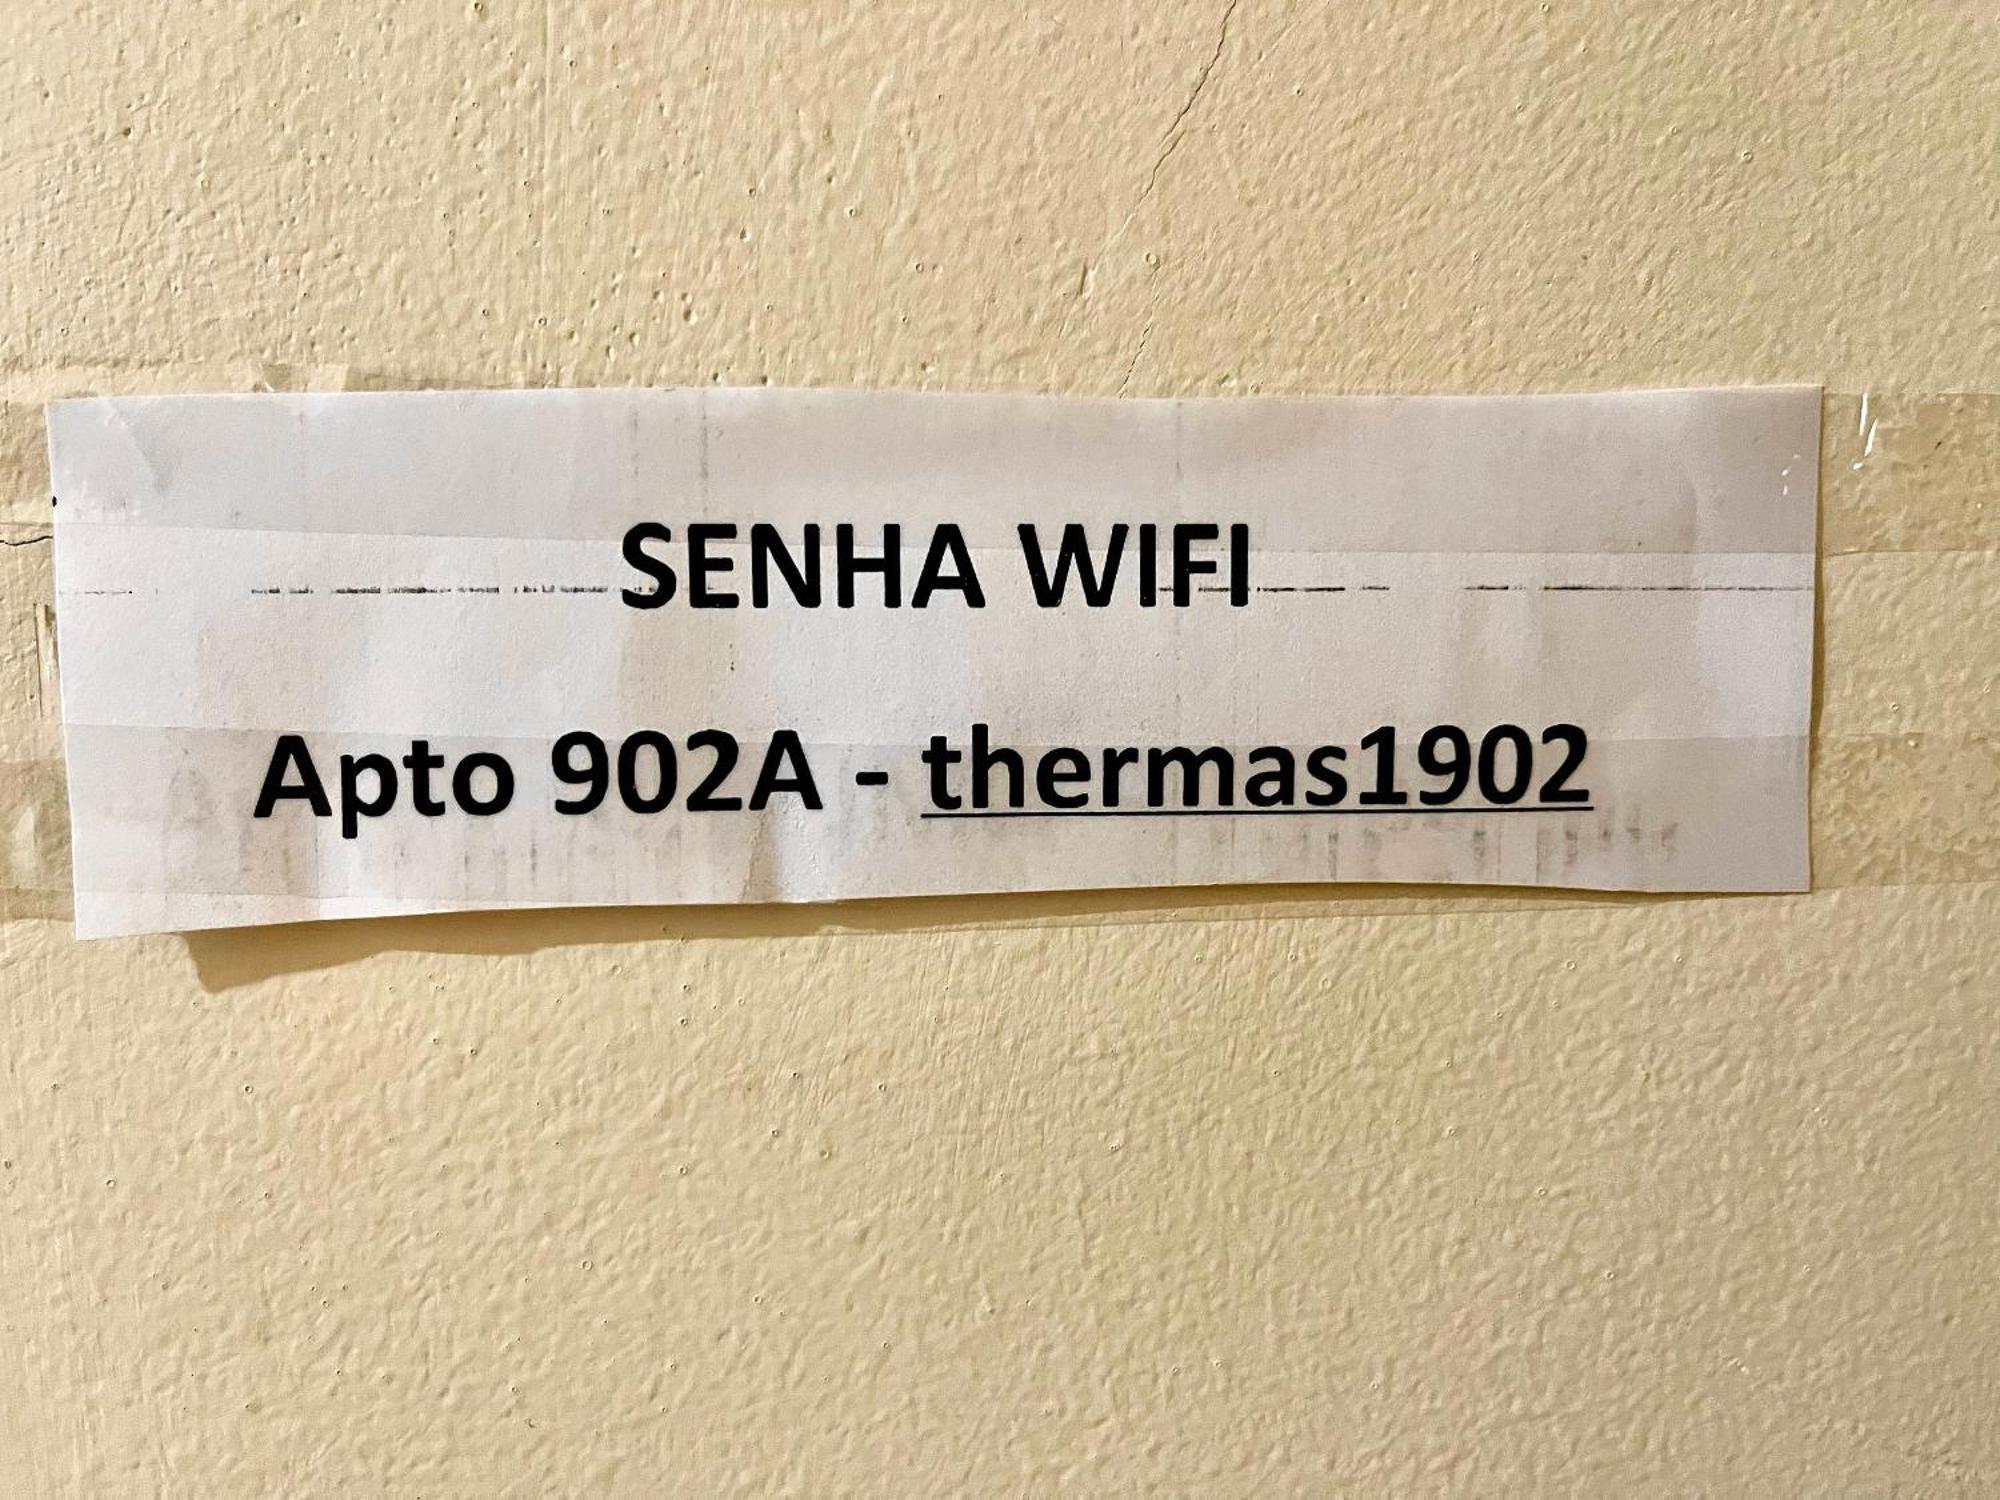 SENHA WIFI
Apto 902A - thermas1902